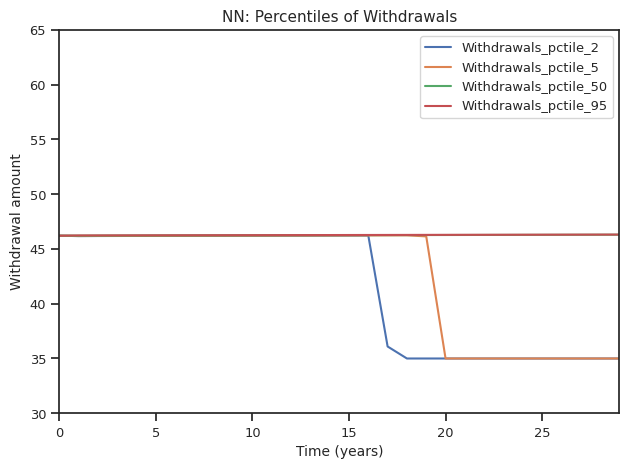 NN: Percentiles of Withdrawals
65
60
55
50
45
40
35
30
Withdrawal amount
Withdrawals_pctile_2
Withdrawals_pctile_5
Withdrawals_pctile_50
Withdrawals_pctile_95
0 5 10 15 20 25
Time (years)